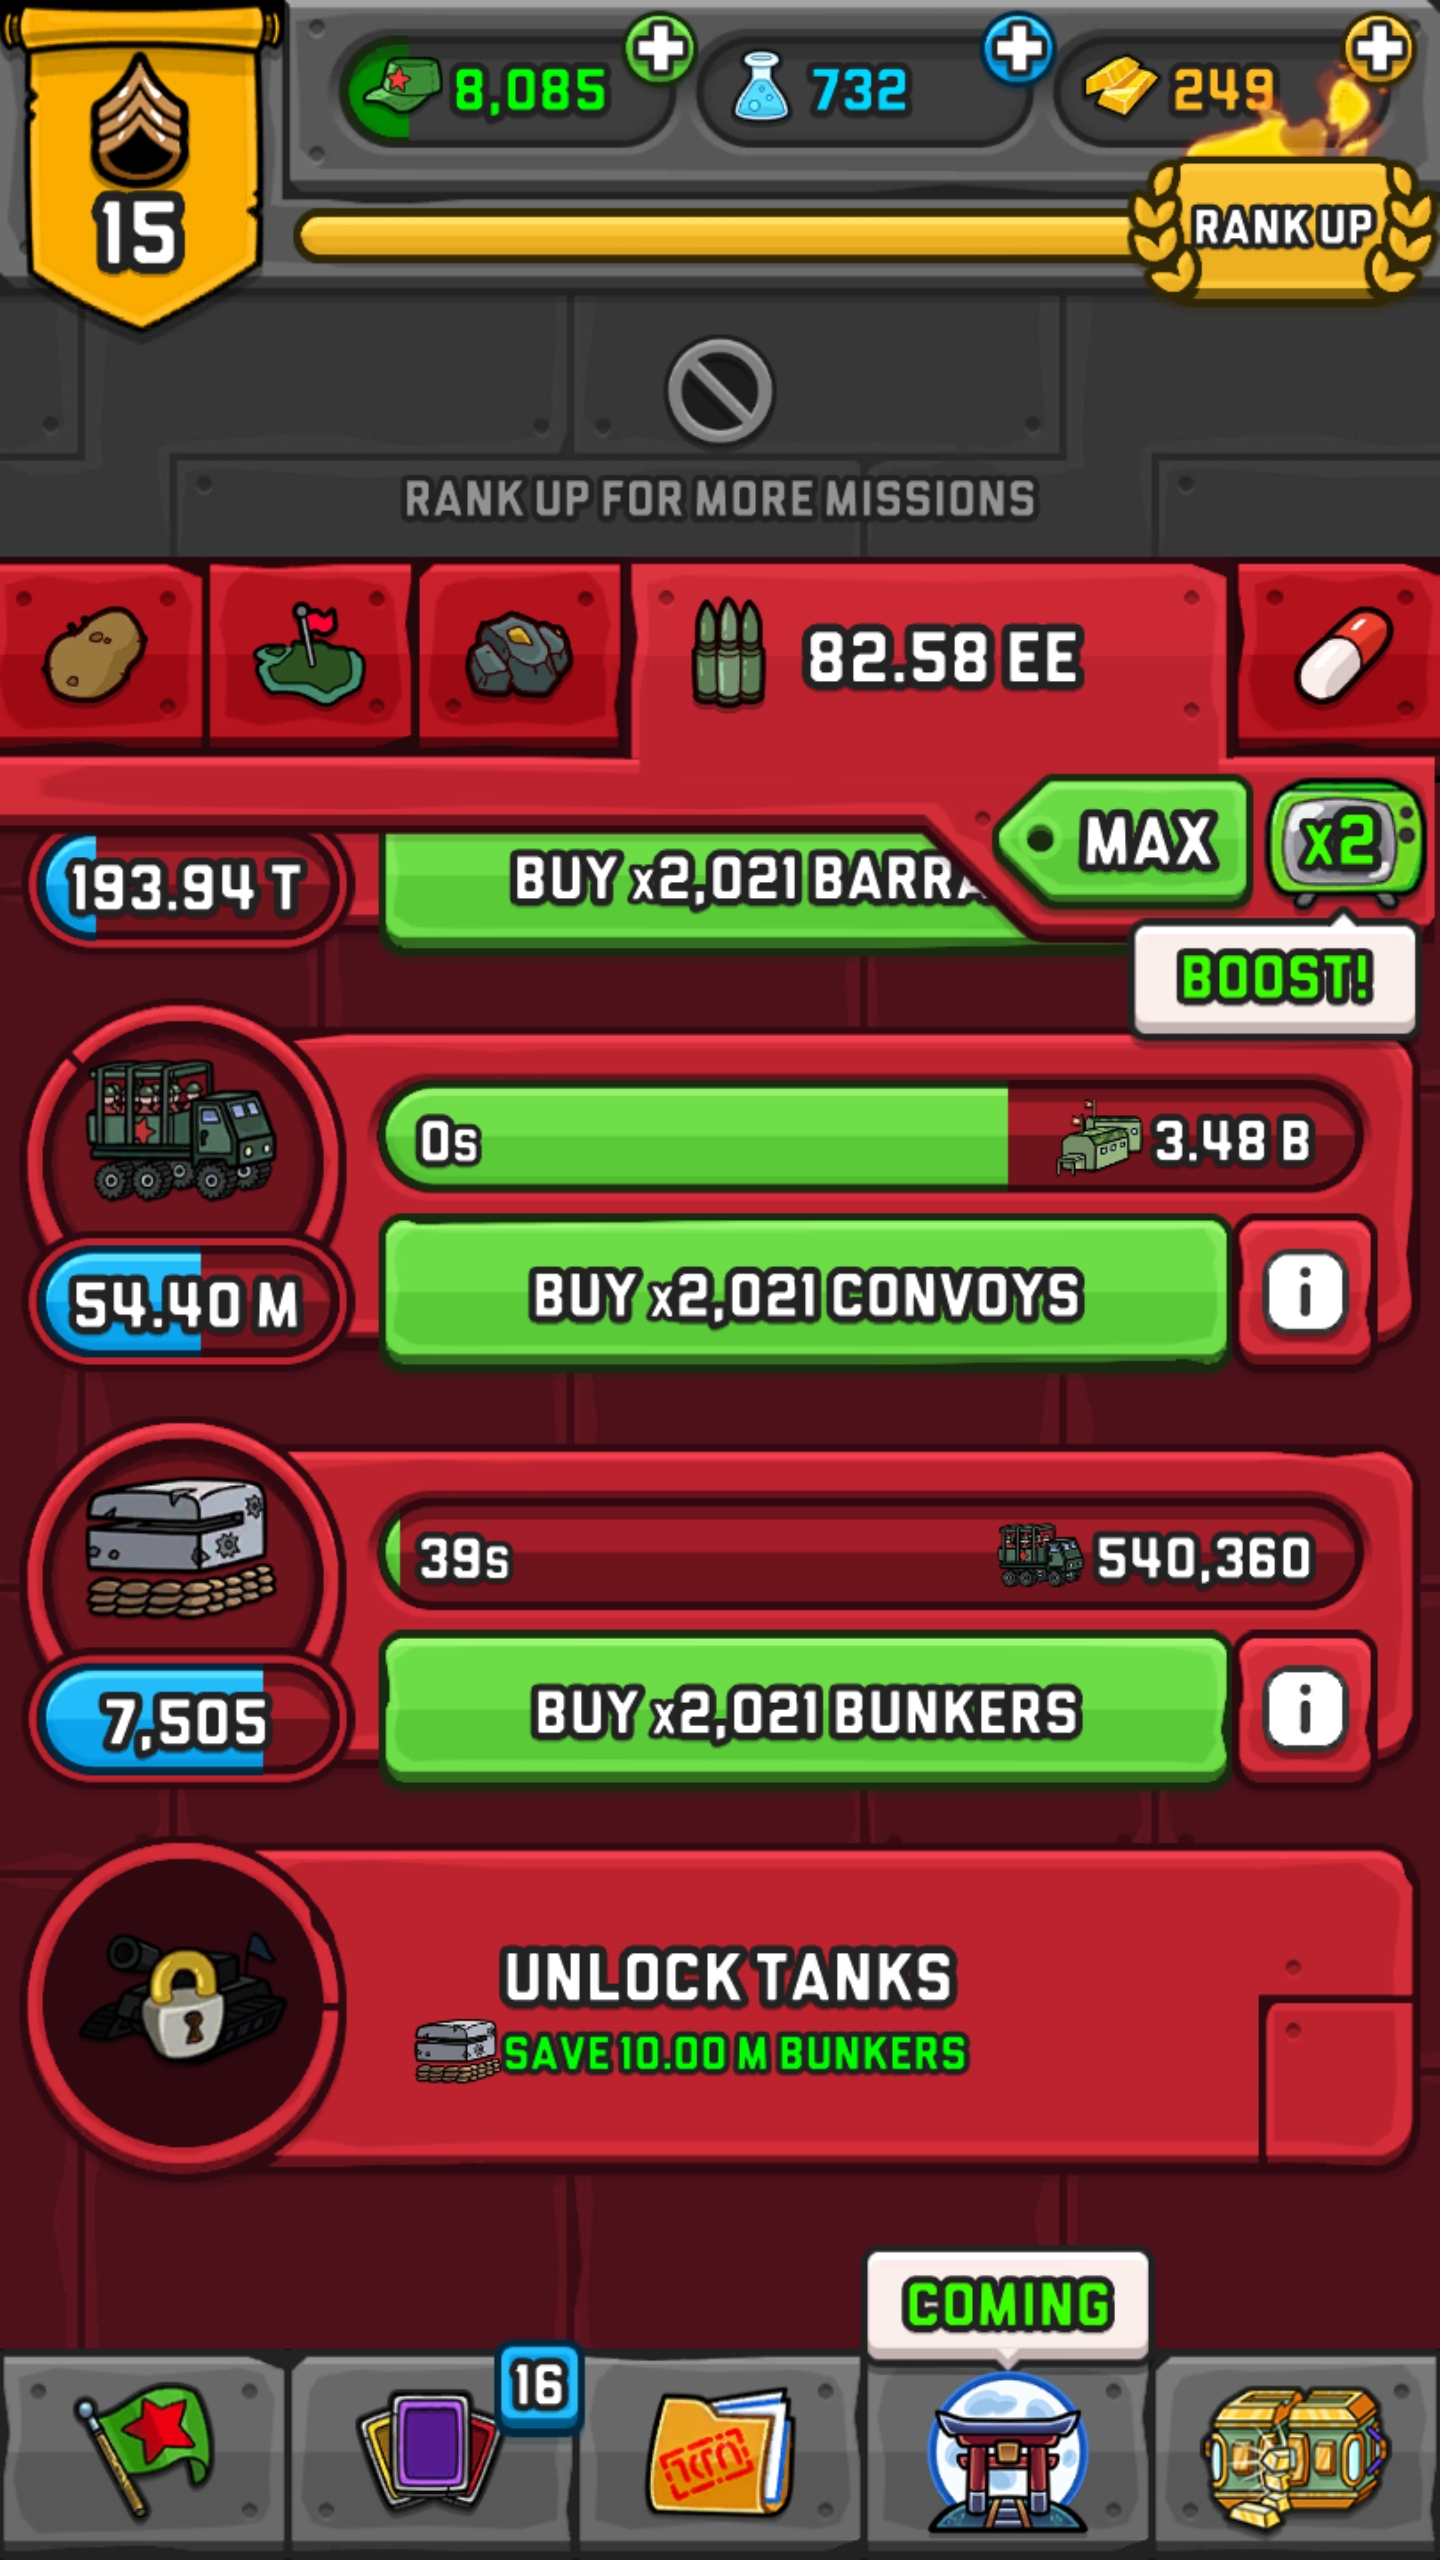 8,085
732
249
15
RANK UP
RANK UP FOR MORE MISSIONS
82.58 EE
MAX
x2
193.94 T
BUY x2,021 BARRA
BOOST!
0s
3.48 B
54.40 M
BUY x2,021 CONVOYS
i
39s
540,360
7,505
BUY x2,021 BUNKERS
i
UNLOCK TANKS
SAVE 10.00 M BUNKERS
COMING
16